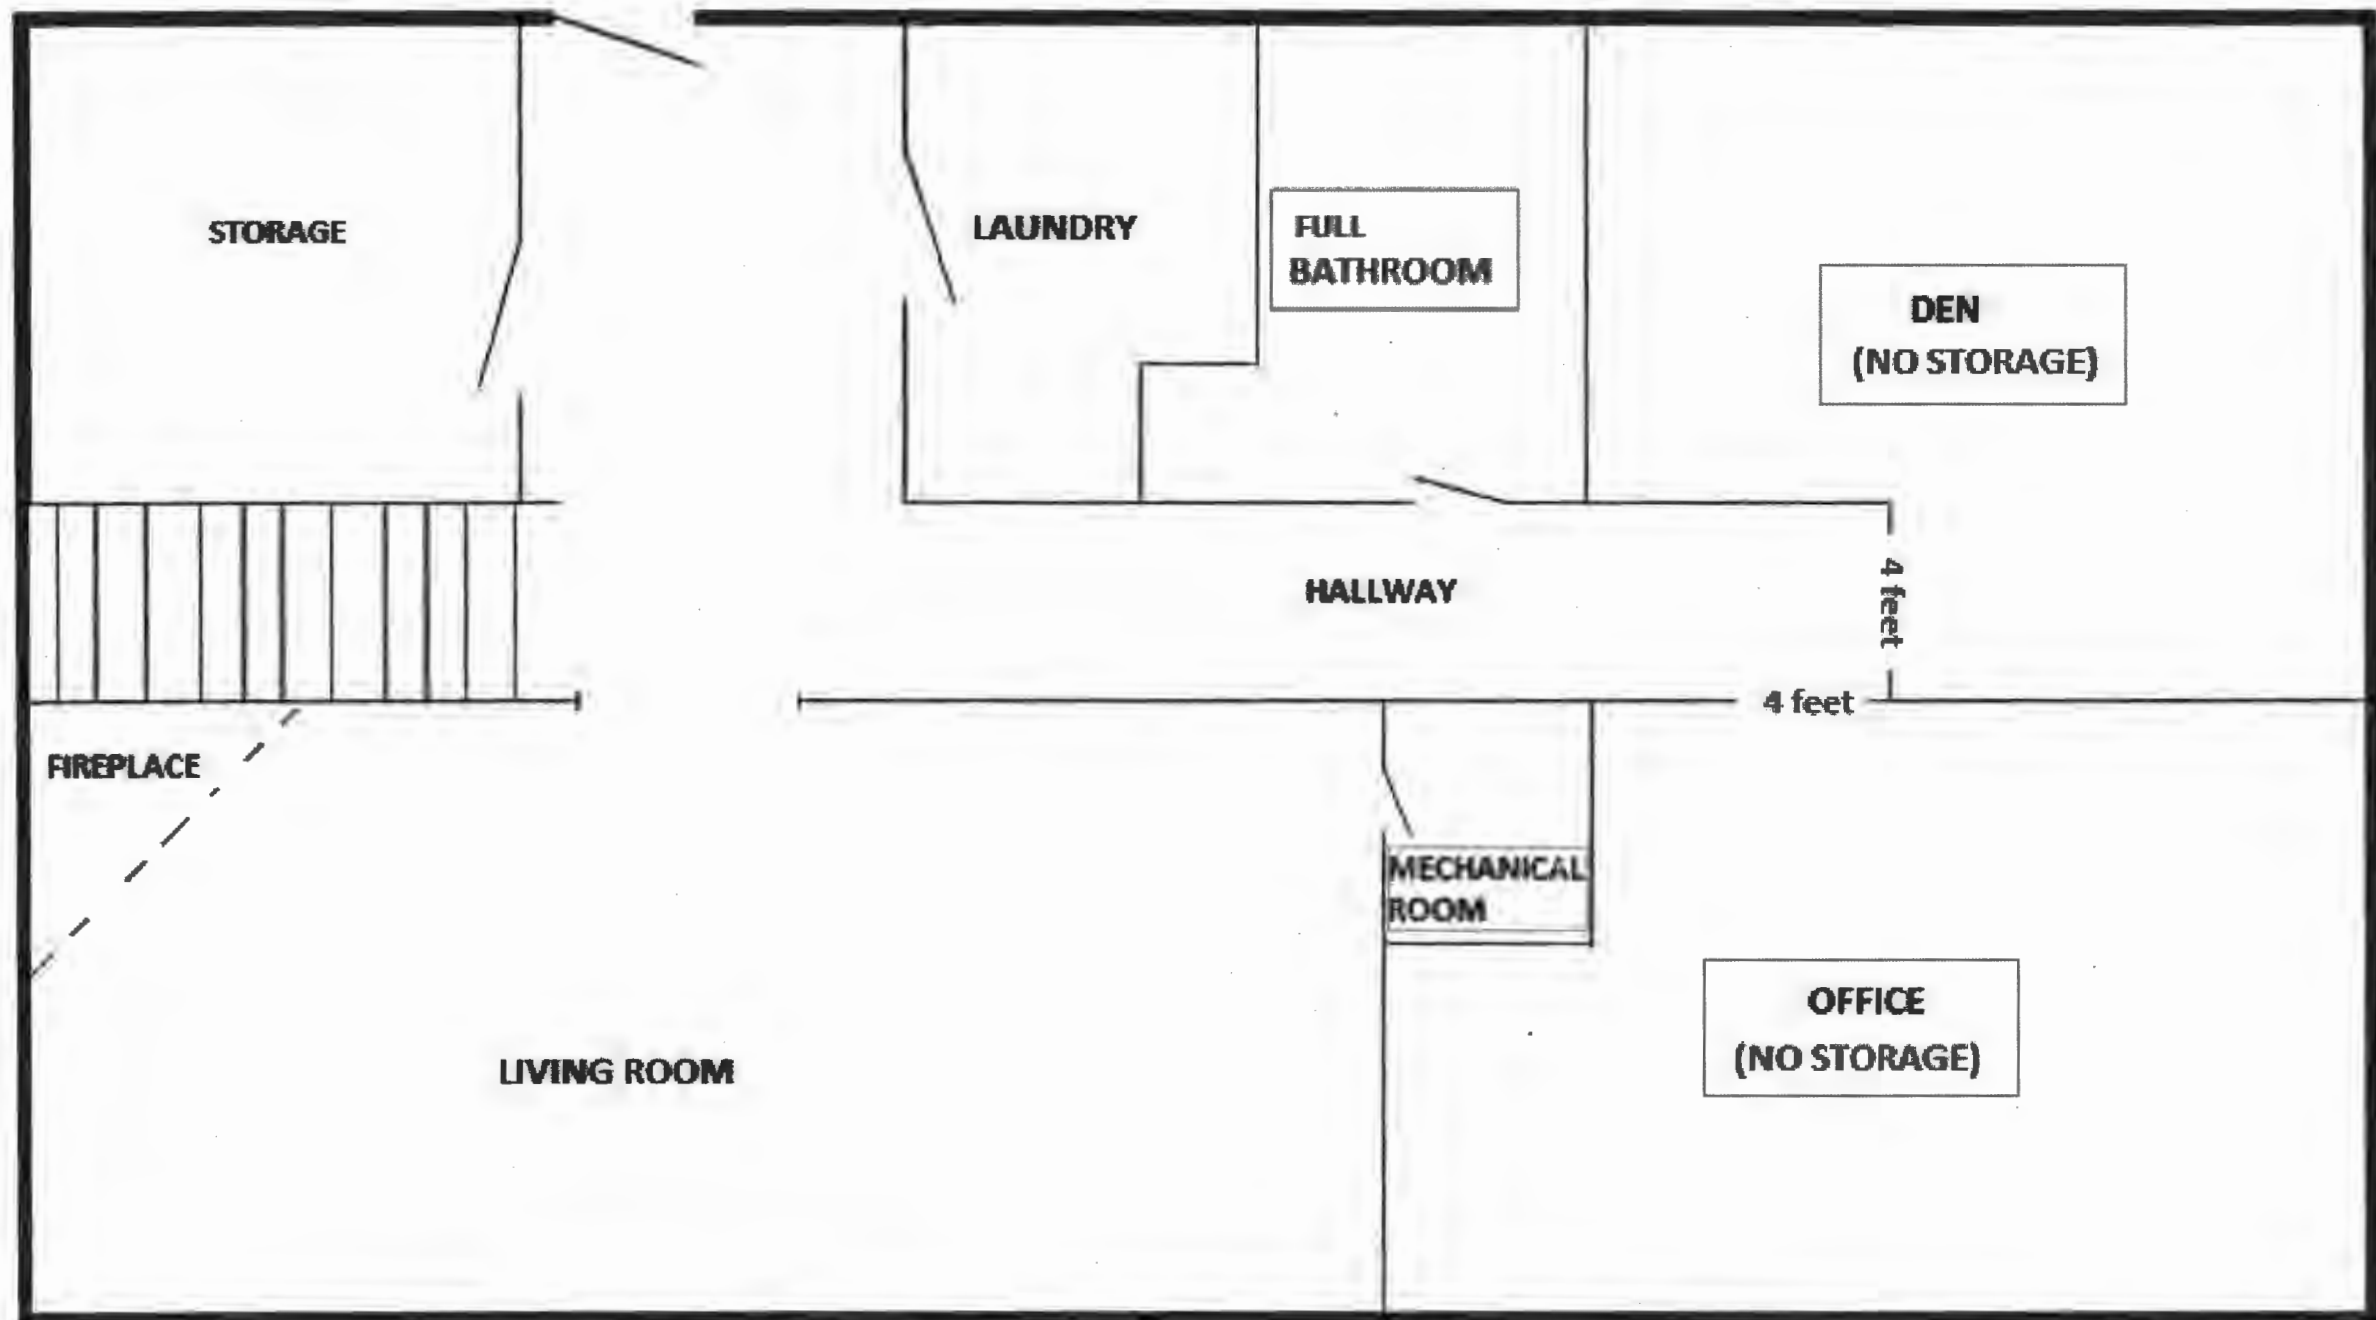 STORAGE
LAUNDRY
FULL
BATHROOM
DEN
(NO STORAGE)
HALLWAY
4 feet
4 feet
FIREPLACE
MECHANICAL
ROOM
OFFICE
(NO STORAGE)
LIVING ROOM